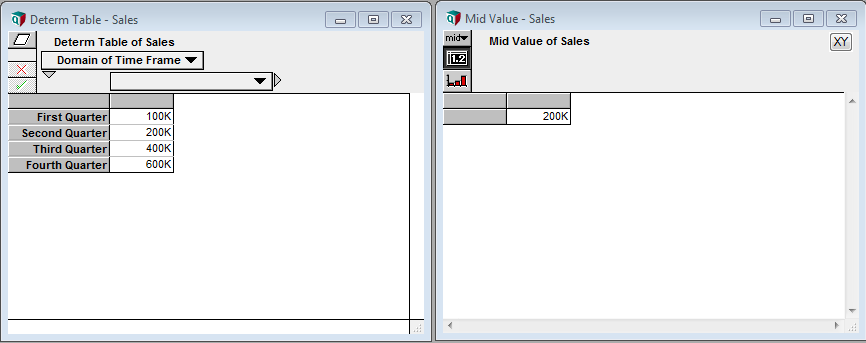 Determ Table - Sales
Determ Table of Sales
Domain of Time Frame
First Quarter 100K
Second Quarter 200K
Third Quarter 400K
Fourth Quarter 600K
Mid Value - Sales
mid
Mid Value of Sales
XY
1.2
200K